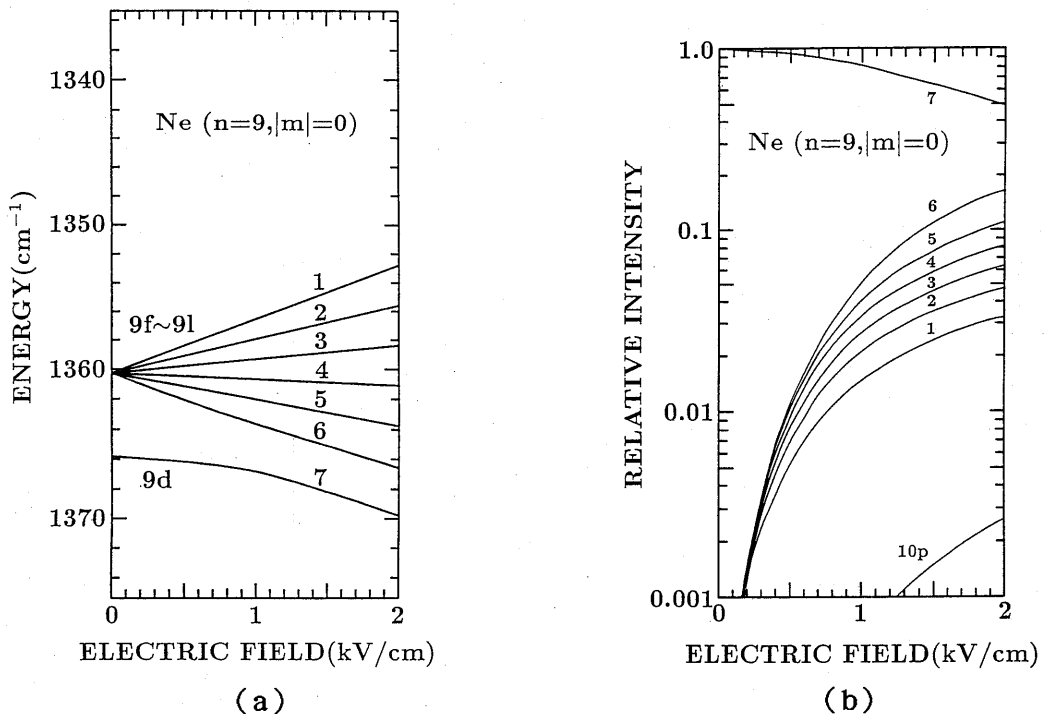 1340
1350
1360
1370
ENERGY(cm⁻¹)
Ne (n=9,|m|=0)
9f~9l
9d
1
2
3
4
5
6
7
0
1
2
ELECTRIC FIELD(kV/cm)
(a)
1.0
0.1
0.01
0.001
RELATIVE INTENSITY
7
Ne (n=9,|m|=0)
6
5
4
3
2
1
10p
0
1
2
ELECTRIC FIELD(kV/cm)
(b)